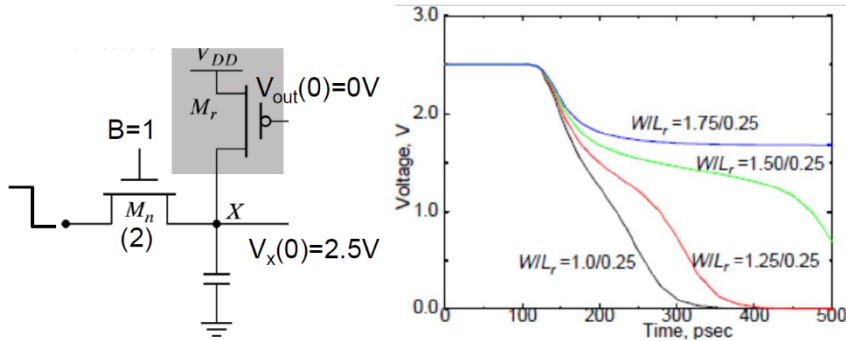 V_DD
V_out(0)=0V
M_r
B=1
M_n
(2)
X
V_x(0)=2.5V
Voltage, V
3.0
2.0
1.0
0.0
W/L_r=1.75/0.25
W/L_r=1.50/0.25
W/L_r=1.0/0.25
W/L_r=1.25/0.25
0
100
200
300
400
500
Time, psec